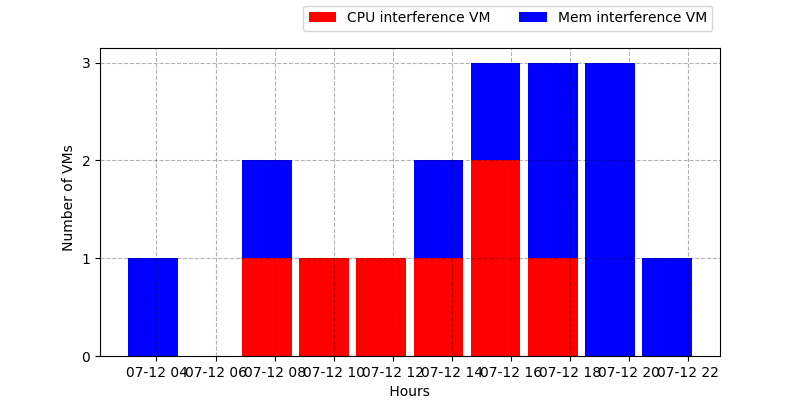 CPU interference VM Mem interference VM
3
2
1
0
Number of VMs
07-12 04 07-12 06 07-12 08 07-12 10 07-12 12 07-12 14 07-12 16 07-12 18 07-12 20 07-12 22
Hours